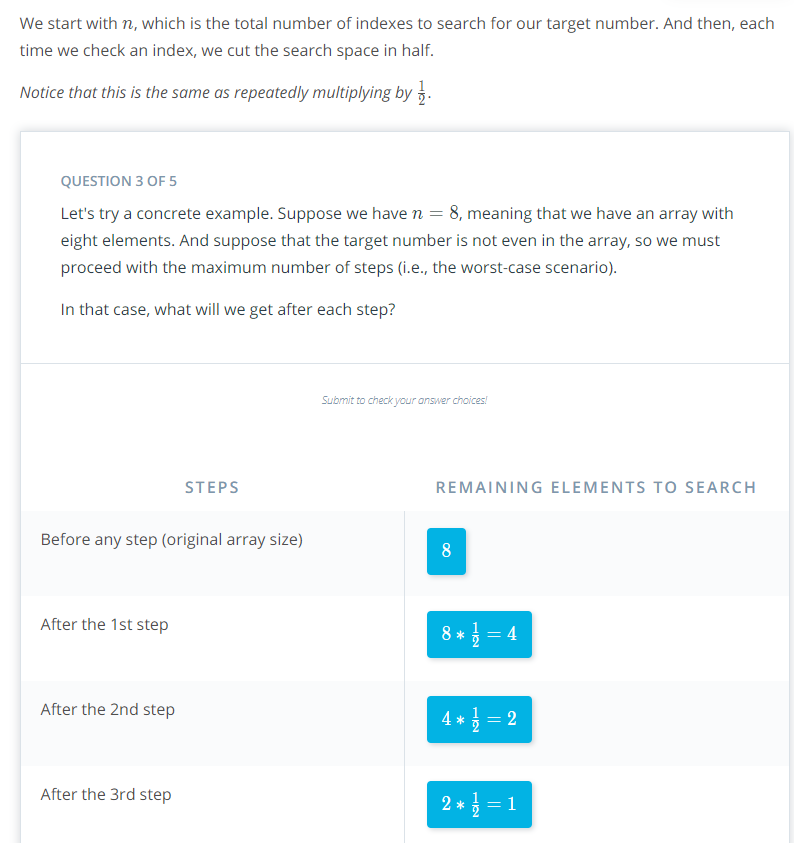 We start with n, which is the total number of indexes to search for our target number. And then, each
time we check an index, we cut the search space in half.
Notice that this is the same as repeatedly multiplying by 1/2.
QUESTION 3 OF 5
Let's try a concrete example. Suppose we have n = 8, meaning that we have an array with
eight elements. And suppose that the target number is not even in the array, so we must
proceed with the maximum number of steps (i.e., the worst-case scenario).
In that case, what will we get after each step?
Submit to check your answer choices!
STEPS REMAINING ELEMENTS TO SEARCH
Before any step (original array size) 8
After the 1st step 8 * 1/2 = 4
After the 2nd step 4 * 1/2 = 2
After the 3rd step 2 * 1/2 = 1